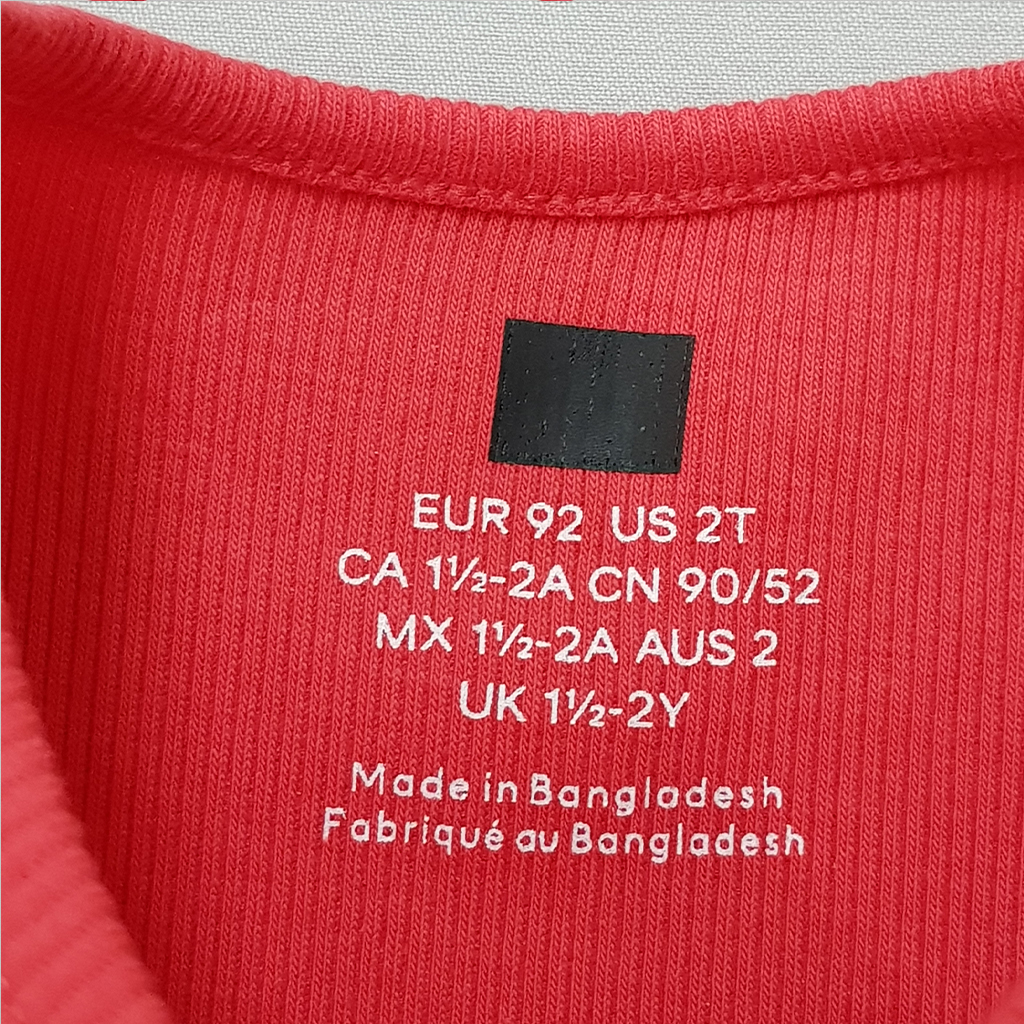 EUR 92 US 2T
CA 1½-2A CN 90/52
MX 1½-2A AUS 2
UK 1½-2Y
Made in Bangladesh
Fabriqué au Bangladesh